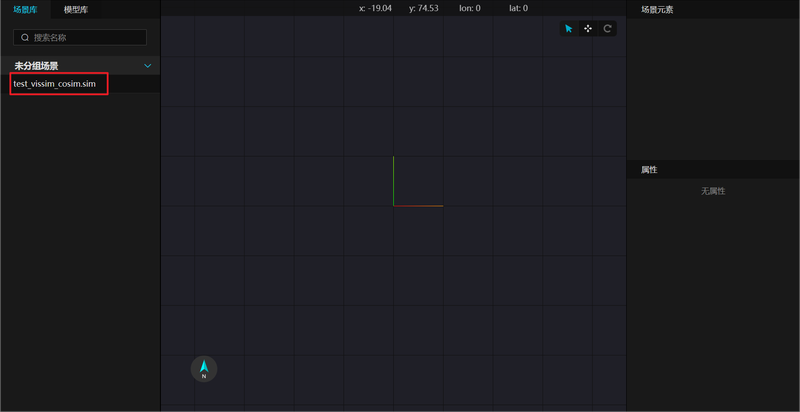 场景库 模型库
x: -19.04 y: 74.53 lon: 0 lat: 0
场景元素
搜索名称
未分组场景
test_vissim_cosim.sim
属性
无属性
N